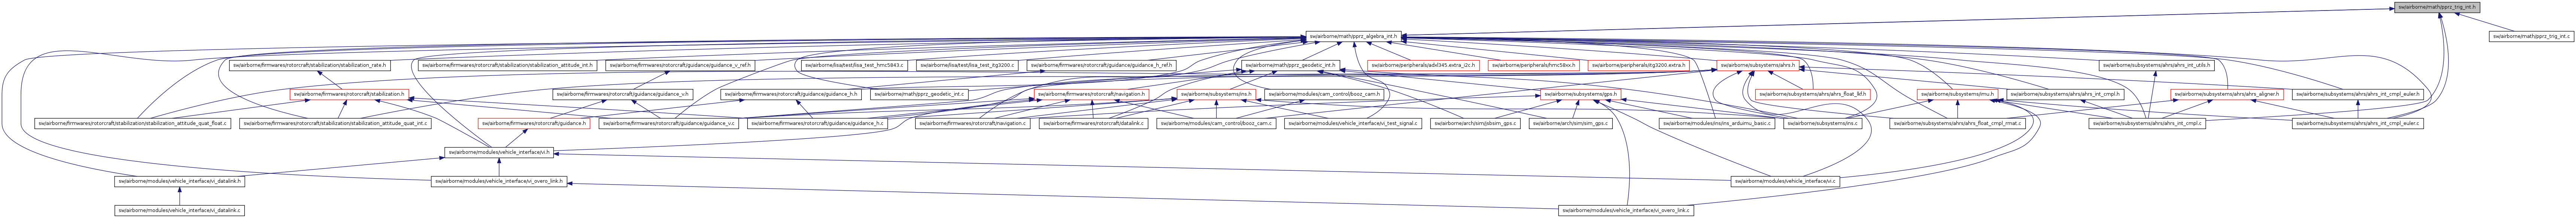 sw/airborne/math/pprz_trig_int.h
sw/airborne/math/pprz_algebra_int.h
sw/airborne/math/pprz_trig_int.c
sw/airborne/firmwares/rotorcraft/stabilization/stabilization_rate.h
sw/airborne/firmwares/rotorcraft/stabilization/stabilization_attitude_int.h
sw/airborne/firmwares/rotorcraft/guidance/guidance_v_ref.h
sw/airborne/lisa/test/lisa_test_hmc5843.c
sw/airborne/lisa/test/lisa_test_itg3200.c
sw/airborne/firmwares/rotorcraft/guidance/guidance_h_ref.h
sw/airborne/math/pprz_geodetic_int.h
sw/airborne/peripherals/adxl345.extra_i2c.h
sw/airborne/peripherals/hmc58xx.h
sw/airborne/peripherals/itg3200.extra.h
sw/airborne/subsystems/ahrs.h
sw/airborne/subsystems/ahrs/ahrs_int_utils.h
sw/airborne/firmwares/rotorcraft/stabilization.h
sw/airborne/firmwares/rotorcraft/guidance/guidance_v.h
sw/airborne/firmwares/rotorcraft/guidance/guidance_h.h
sw/airborne/math/pprz_geodetic_int.c
sw/airborne/firmwares/rotorcraft/navigation.h
sw/airborne/subsystems/ins.h
sw/airborne/modules/cam_control/booz_cam.h
sw/airborne/subsystems/gps.h
sw/airborne/subsystems/ahrs/ahrs_float_lkf.h
sw/airborne/subsystems/imu.h
sw/airborne/subsystems/ahrs/ahrs_int_cmpl.h
sw/airborne/subsystems/ahrs/ahrs_aligner.h
sw/airborne/subsystems/ahrs/ahrs_int_cmpl_euler.h
sw/airborne/firmwares/rotorcraft/stabilization/stabilization_attitude_quat_float.c
sw/airborne/firmwares/rotorcraft/stabilization/stabilization_attitude_quat_int.c
sw/airborne/firmwares/rotorcraft/guidance.h
sw/airborne/firmwares/rotorcraft/guidance/guidance_v.c
sw/airborne/firmwares/rotorcraft/guidance/guidance_h.c
sw/airborne/firmwares/rotorcraft/navigation.c
sw/airborne/firmwares/rotorcraft/datalink.c
sw/airborne/modules/cam_control/booz_cam.c
sw/airborne/modules/vehicle_interface/vi_test_signal.c
sw/airborne/arch/sim/jsbsim_gps.c
sw/airborne/arch/sim/sim_gps.c
sw/airborne/modules/ins/ins_arduimu_basic.c
sw/airborne/subsystems/ins.c
sw/airborne/subsystems/ahrs/ahrs_float_cmpl_rmat.c
sw/airborne/subsystems/ahrs/ahrs_int_cmpl.c
sw/airborne/subsystems/ahrs/ahrs_int_cmpl_euler.c
sw/airborne/modules/vehicle_interface/vi.h
sw/airborne/modules/vehicle_interface/vi_datalink.h
sw/airborne/modules/vehicle_interface/vi_overo_link.h
sw/airborne/modules/vehicle_interface/vi.c
sw/airborne/modules/vehicle_interface/vi_datalink.c
sw/airborne/modules/vehicle_interface/vi_overo_link.c